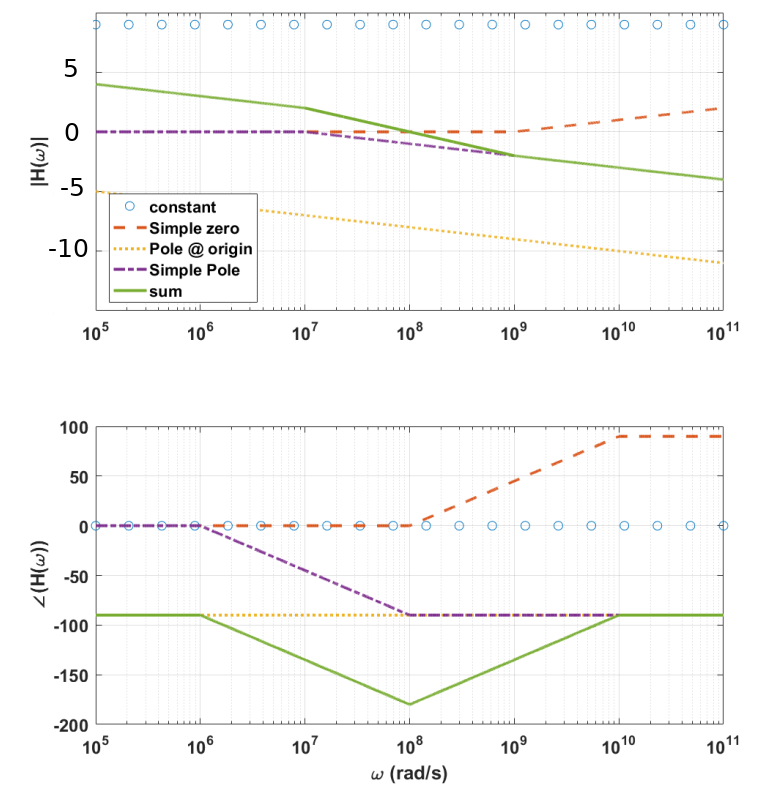 5
0
-5
-10
|H(ω)|
constant
Simple zero
Pole @ origin
Simple Pole
sum
10^5 10^6 10^7 10^8 10^9 10^10 10^11
100
50
0
-50
-100
-150
-200
∠(H(ω))
10^5 10^6 10^7 10^8 10^9 10^10 10^11
ω (rad/s)